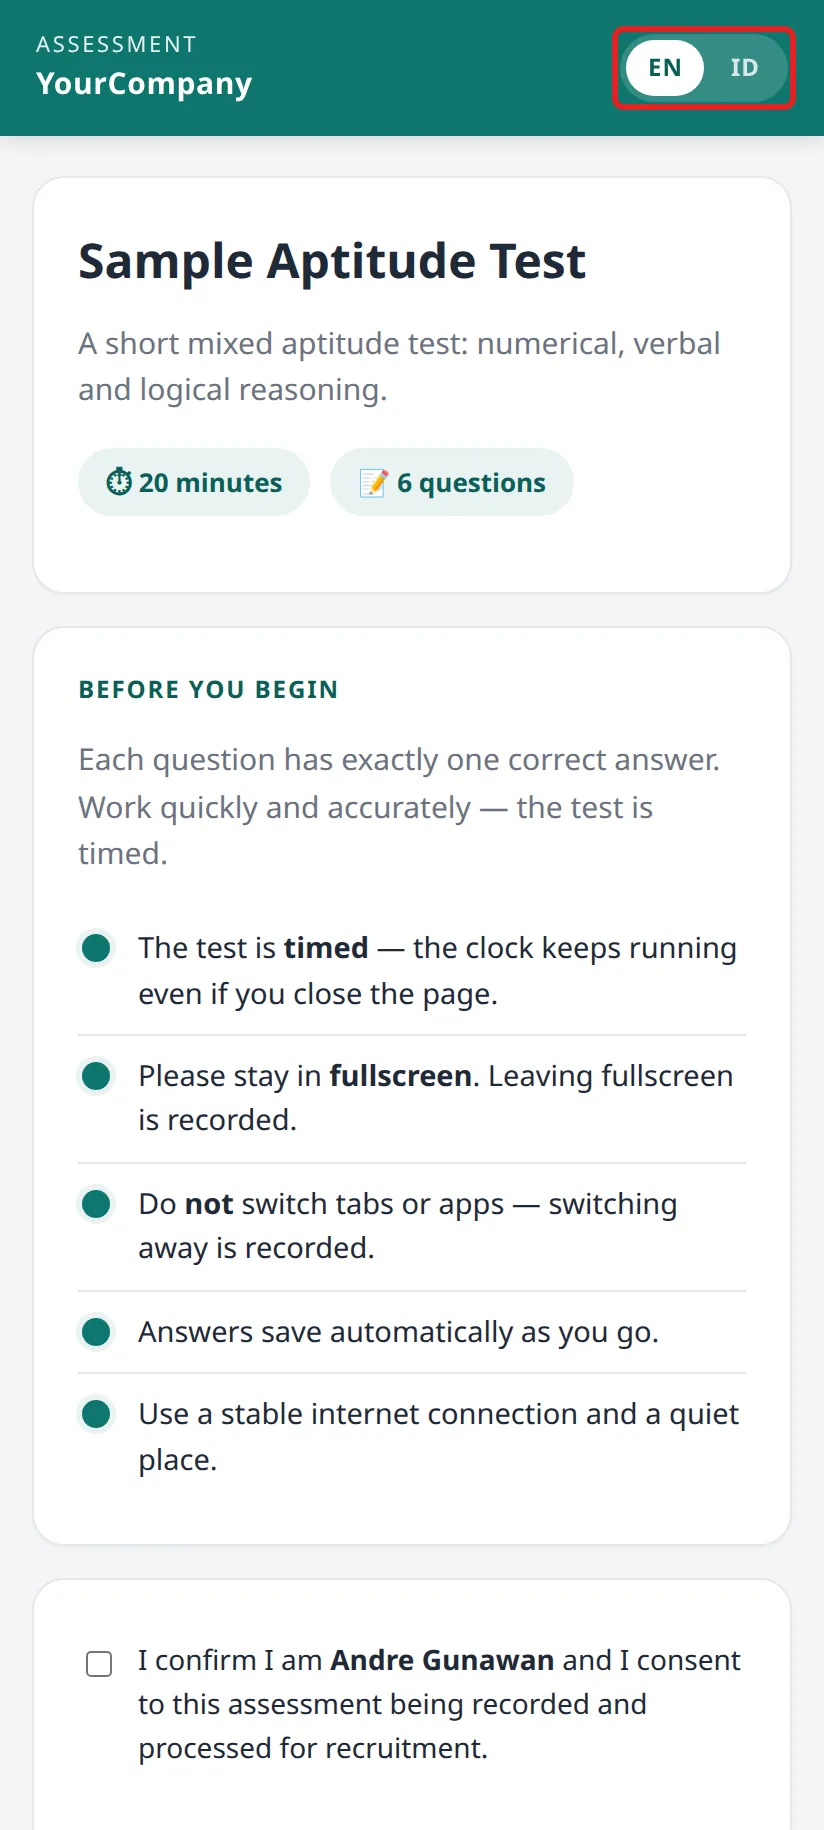 ASSESSMENT
YourCompany
EN ID
Sample Aptitude Test
A short mixed aptitude test: numerical, verbal
and logical reasoning.
⏱ 20 minutes 📝 6 questions
BEFORE YOU BEGIN
Each question has exactly one correct answer.
Work quickly and accurately — the test is
timed.
The test is timed — the clock keeps running
even if you close the page.
Please stay in fullscreen. Leaving fullscreen
is recorded.
Do not switch tabs or apps — switching
away is recorded.
Answers save automatically as you go.
Use a stable internet connection and a quiet
place.
I confirm I am Andre Gunawan and I consent
to this assessment being recorded and
processed for recruitment.